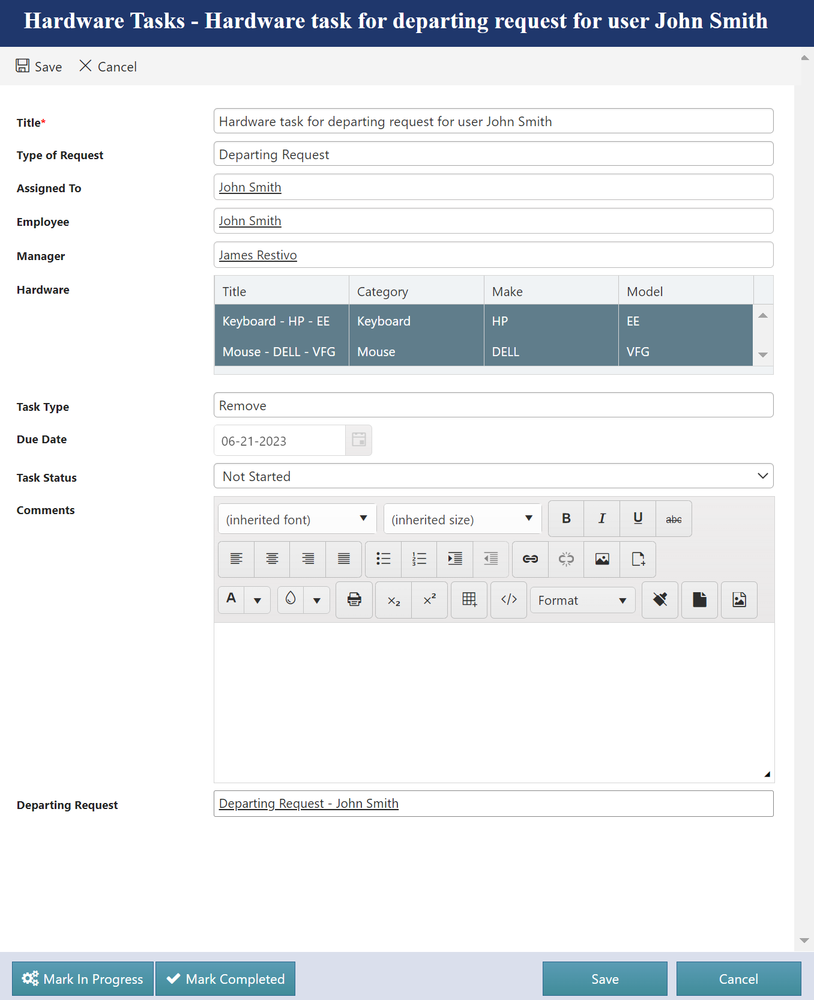 Hardware Tasks - Hardware task for departing request for user John Smith
Save Cancel
Title* Hardware task for departing request for user John Smith
Type of Request Departing Request
Assigned To John Smith
Employee John Smith
Manager James Restivo
Hardware Title Category Make Model
Keyboard - HP - EE Keyboard HP EE
Mouse - DELL - VFG Mouse DELL VFG
Task Type Remove
Due Date 06-21-2023
Task Status Not Started
Comments (inherited font) (inherited size) B I U abc
A x₂ x² </> Format
Departing Request Departing Request - John Smith
Mark In Progress Mark Completed Save Cancel